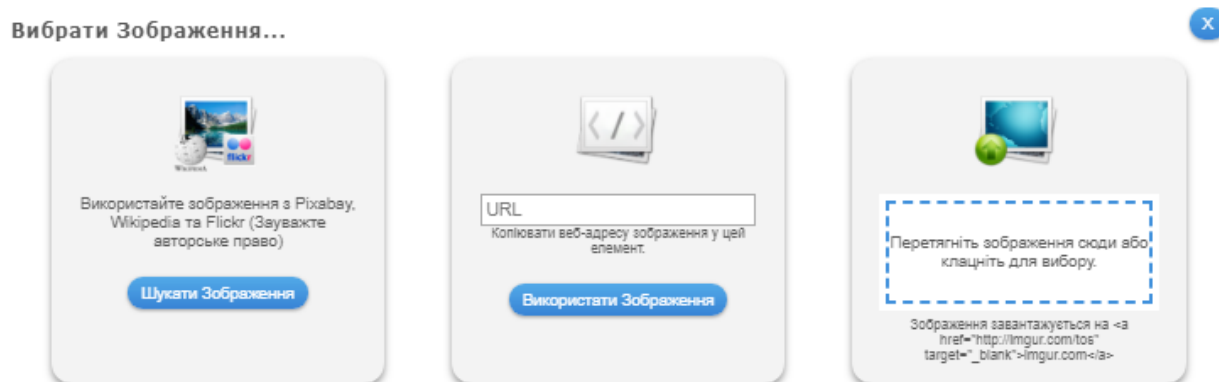 Вибрати Зображення...
X
WIKIPEDIA
flickr
Використайте зображення з Pixabay,
Wikipedia та Flickr (Зауважте
авторське право)
Шукати Зображення
</>
URL
Копіювати веб-адресу зображення у цей
елемент.
Використати Зображення
Перетягніть зображення сюди або
клацніть для вибору.
Зображення завантажується на <a
href="http://imgur.com/tos"
target="_blank">imgur.com</a>